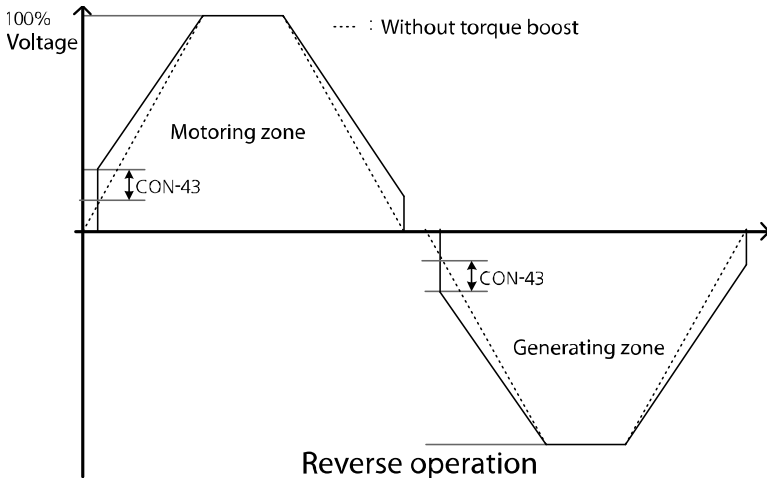 100%
Voltage
: Without torque boost
Motoring zone
CON-43
CON-43
Generating zone
Reverse operation